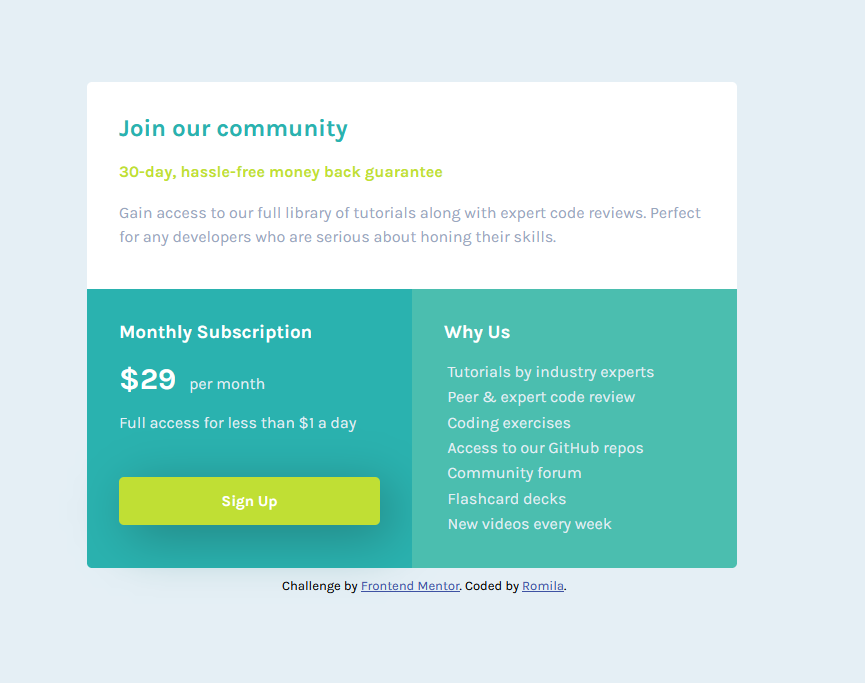 Join our community
30-day, hassle-free money back guarantee
Gain access to our full library of tutorials along with expert code reviews. Perfect
for any developers who are serious about honing their skills.
Monthly Subscription
$29 per month
Full access for less than $1 a day
Sign Up
Why Us
Tutorials by industry experts
Peer & expert code review
Coding exercises
Access to our GitHub repos
Community forum
Flashcard decks
New videos every week
Challenge by Frontend Mentor. Coded by Romila.